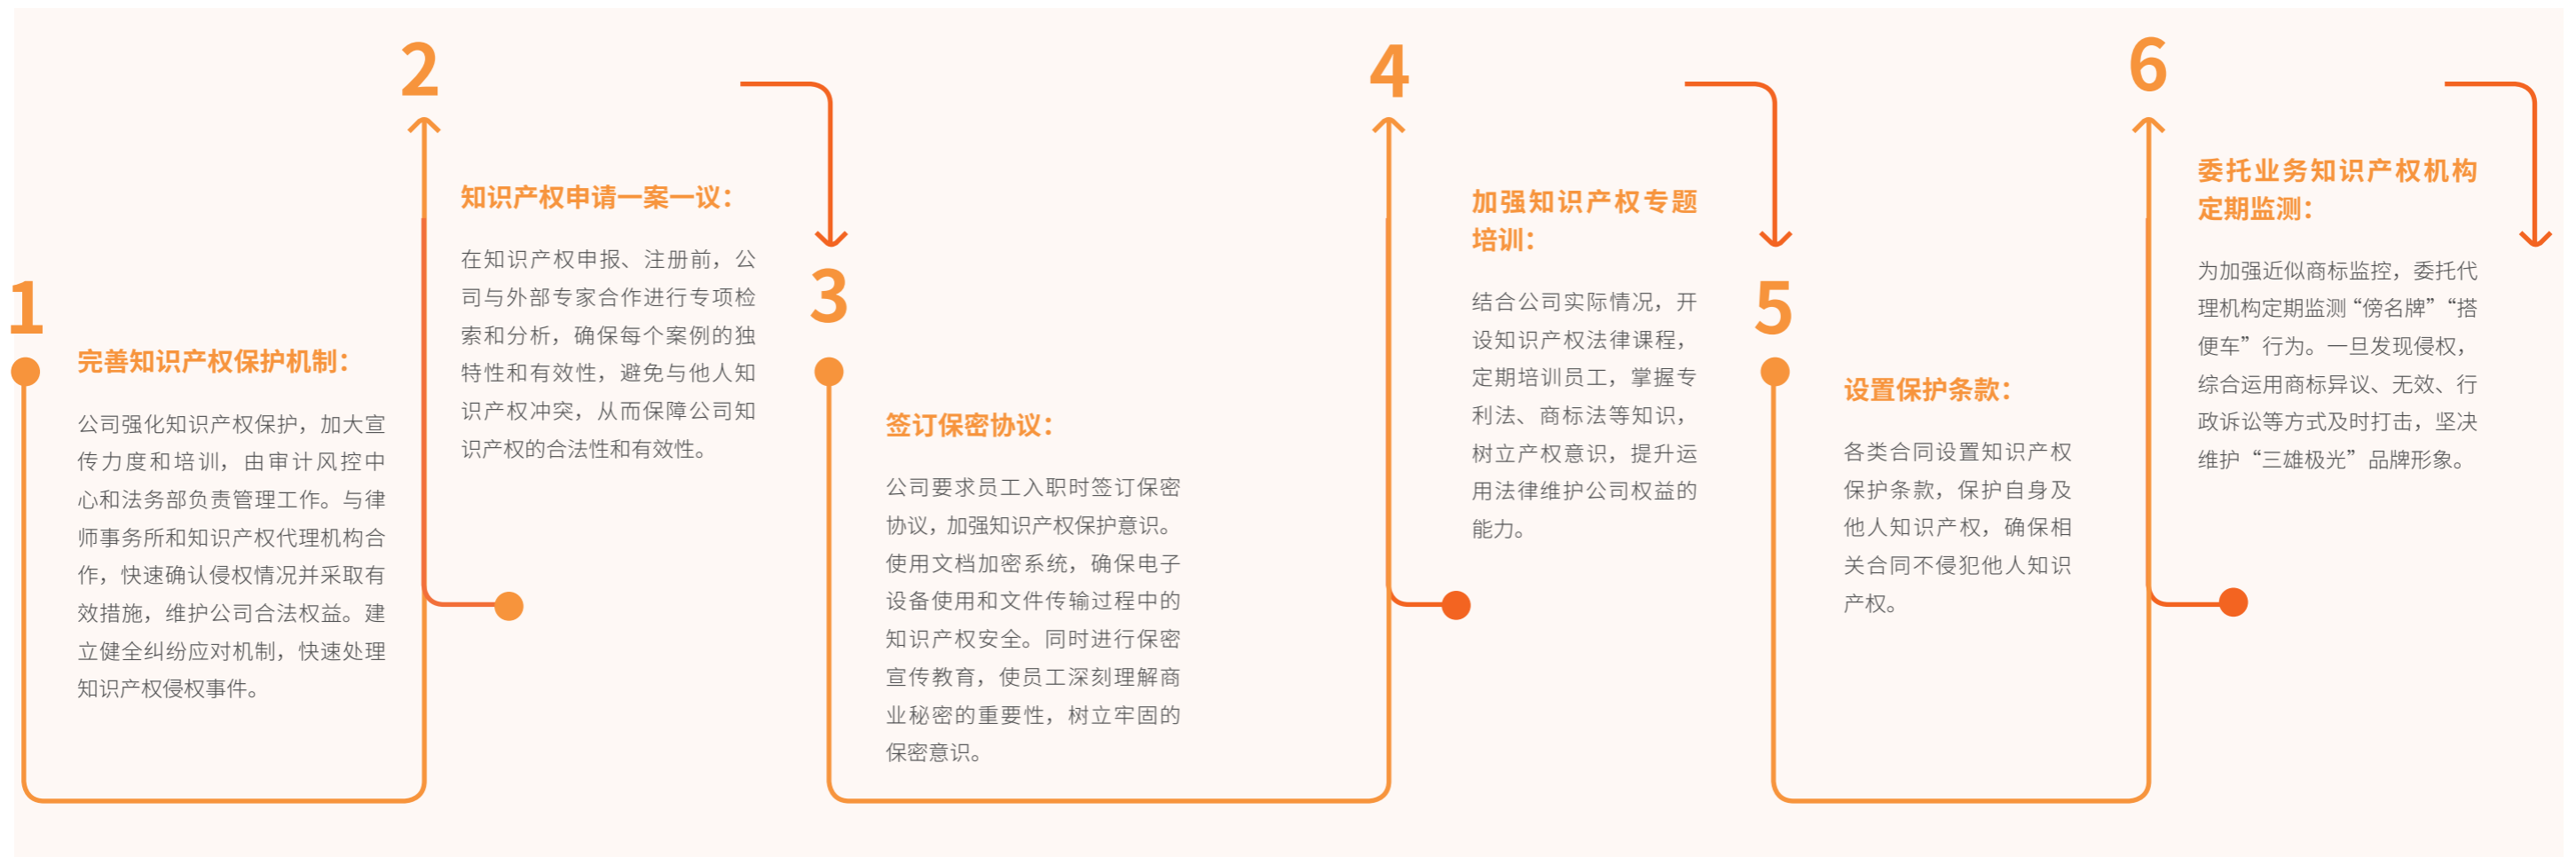 1
完善知识产权保护机制：
公司强化知识产权保护，加大宣
传力度和培训，由审计风控中
心和法务部负责管理工作。与律
师事务所和知识产权代理机构合
作，快速确认侵权情况并采取有
效措施，维护公司合法权益。建
立健全纠纷应对机制，快速处理
知识产权侵权事件。
2
知识产权申请一案一议：
在知识产权申报、注册前，公
司与外部专家合作进行专项检
索和分析，确保每个案例的独
特性和有效性，避免与他人知
识产权冲突，从而保障公司知
识产权的合法性和有效性。
3
签订保密协议：
公司要求员工入职时签订保密
协议，加强知识产权保护意识。
使用文档加密系统，确保电子
设备使用和文件传输过程中的
知识产权安全。同时进行保密
宣传教育，使员工深刻理解商
业秘密的重要性，树立牢固的
保密意识。
4
加强知识产权专题
培训：
结合公司实际情况，开
设知识产权法律课程，
定期培训员工，掌握专
利法、商标法等知识，
树立产权意识，提升运
用法律维护公司权益的
能力。
5
设置保护条款：
各类合同设置知识产权
保护条款，保护自身及
他人知识产权，确保相
关合同不侵犯他人知识
产权。
6
委托业务知识产权机构
定期监测：
为加强近似商标监控，委托代
理机构定期监测“傍名牌”“搭
便车”行为。一旦发现侵权，
综合运用商标异议、无效、行
政诉讼等方式及时打击，坚决
维护“三雄极光”品牌形象。